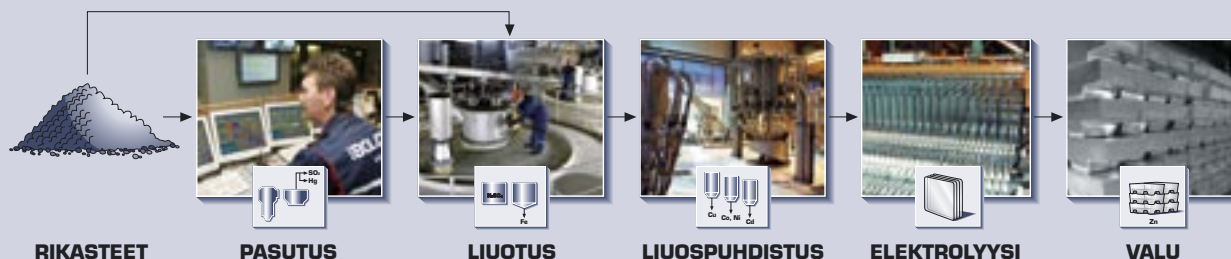 SO₂
Hg
Fe
Cu
Co, Ni
Cd
Zn
RIKASTEET
PASUTUS
LIUOTUS
LIUOSPUHDISTUS
ELEKTROLYYSI
VALU